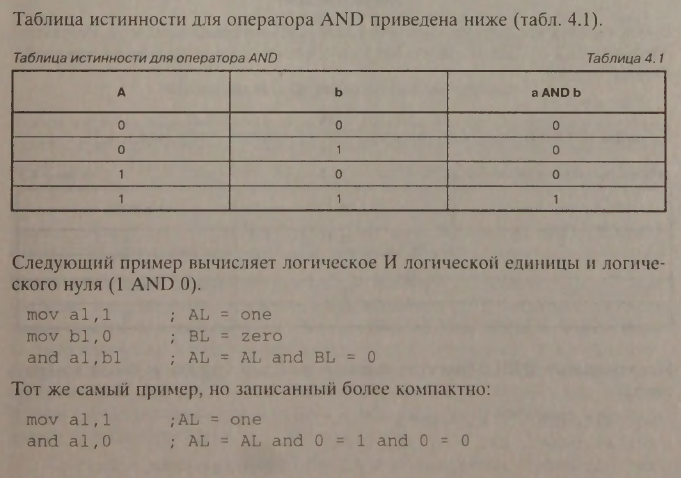 Таблица истинности для оператора AND приведена ниже (табл. 4.1).
Таблица истинности для оператора AND Таблица 4.1
A b a AND b
0 0 0
0 1 0
1 0 0
1 1 1
Следующий пример вычисляет логическое И логической единицы и логиче-
ского нуля (1 AND 0).
mov al,1 ; AL = one
mov bl,0 ; BL = zero
and al,bl ; AL = AL and BL = 0
Тот же самый пример, но записанный более компактно:
mov al,1 ;AL = one
and al,0 ; AL = AL and 0 = 1 and 0 = 0